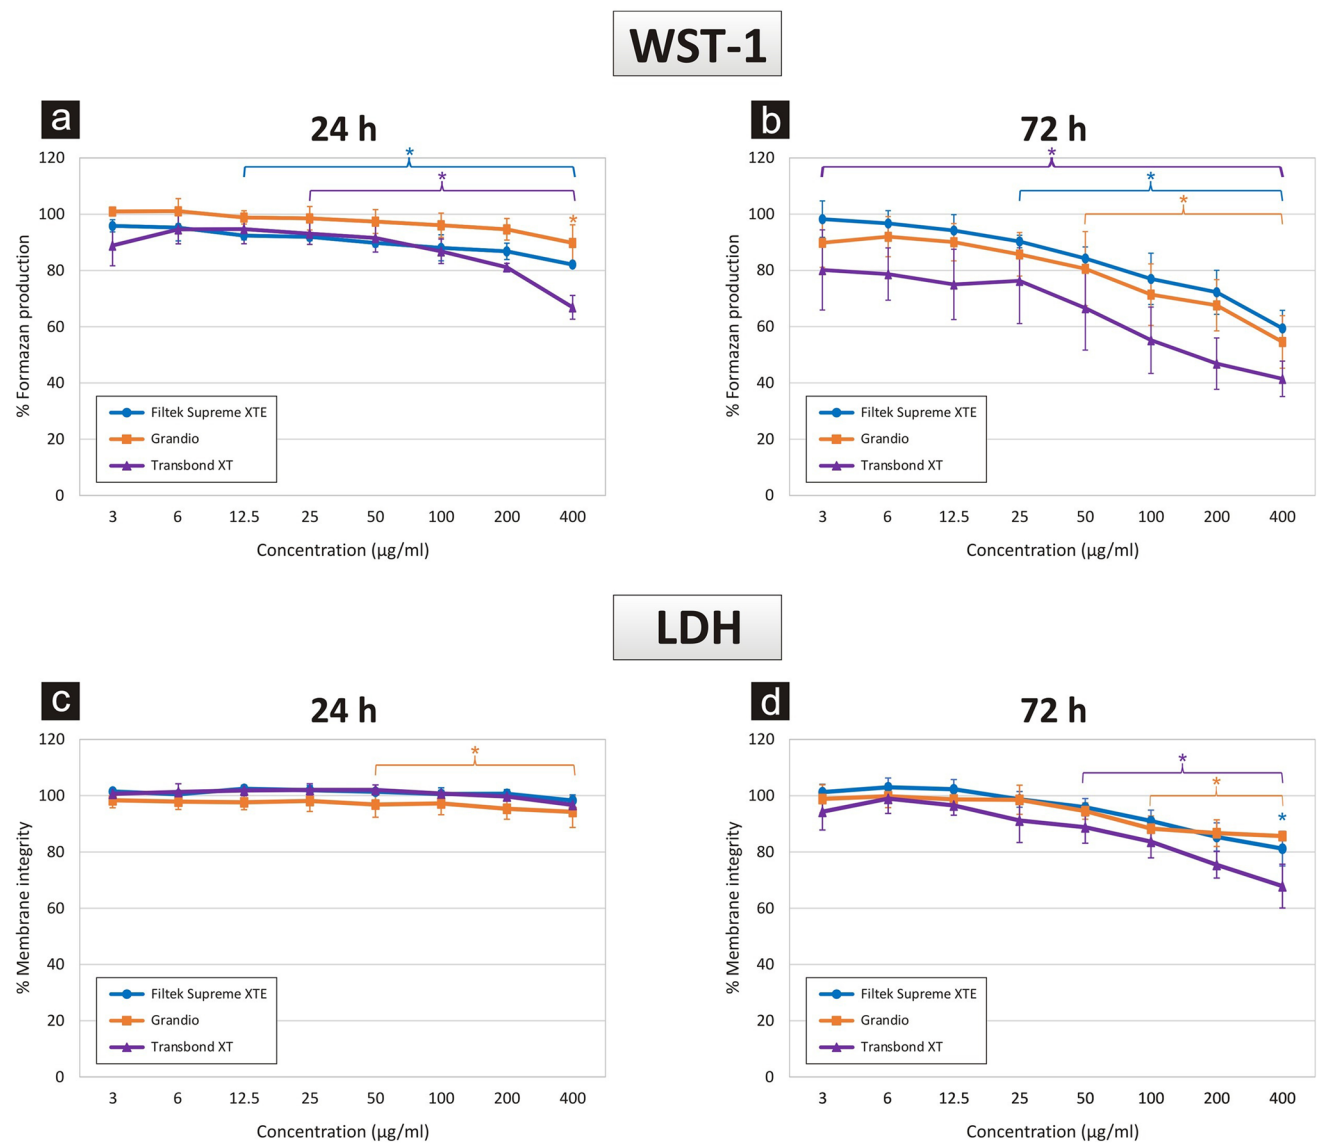 WST-1
a
24 h
120
100
80
60
40
20
0
% Formazan production
*
*
*
Filtek Supreme XTE
Grandio
Transbond XT
3 6 12.5 25 50 100 200 400
Concentration (µg/ml)
b
72 h
120
100
80
60
40
20
0
% Formazan production
*
*
*
Filtek Supreme XTE
Grandio
Transbond XT
3 6 12.5 25 50 100 200 400
Concentration (µg/ml)
LDH
c
24 h
120
100
80
60
40
20
0
% Membrane integrity
*
Filtek Supreme XTE
Grandio
Transbond XT
3 6 12.5 25 50 100 200 400
Concentration (µg/ml)
d
72 h
120
100
80
60
40
20
0
% Membrane integrity
*
*
*
Filtek Supreme XTE
Grandio
Transbond XT
3 6 12.5 25 50 100 200 400
Concentration (µg/ml)